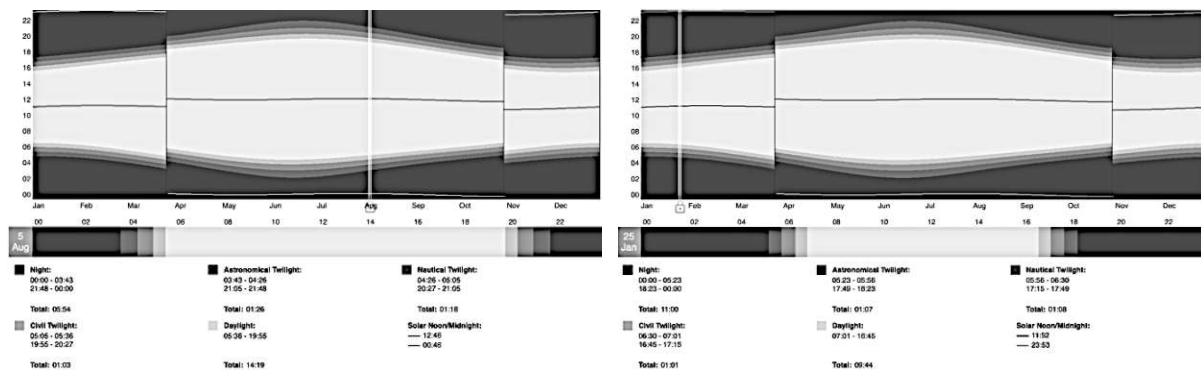 22
20
18
16
14
12
10
08
06
04
02
00
Jan Feb Mar Apr May Jun Jul Aug Sep Oct Nov Dec
00 02 04 06 08 10 12 14 16 18 20 22
5
Aug
Night:
00:00 - 03:43
21:48 - 00:00
Total: 05:54
Astronomical Twilight:
03:43 - 04:26
21:05 - 21:48
Total: 01:26
Nautical Twilight:
04:26 - 05:05
20:27 - 21:05
Total: 01:18
Civil Twilight:
05:05 - 05:36
19:55 - 20:27
Total: 01:03
Daylight:
05:36 - 19:55
Total: 14:19
Solar Noon/Midnight:
12:46
00:46
22
20
18
16
14
12
10
08
06
04
02
00
Jan Feb Mar Apr May Jun Jul Aug Sep Oct Nov Dec
00 02 04 06 08 10 12 14 16 18 20 22
25
Jan
Night:
00:00 - 05:23
18:23 - 00:00
Total: 11:00
Astronomical Twilight:
05:23 - 05:56
17:49 - 18:23
Total: 01:07
Nautical Twilight:
05:56 - 06:30
17:15 - 17:49
Total: 01:08
Civil Twilight:
06:30 - 07:01
16:45 - 17:15
Total: 01:01
Daylight:
07:01 - 16:45
Total: 09:44
Solar Noon/Midnight:
11:52
23:53